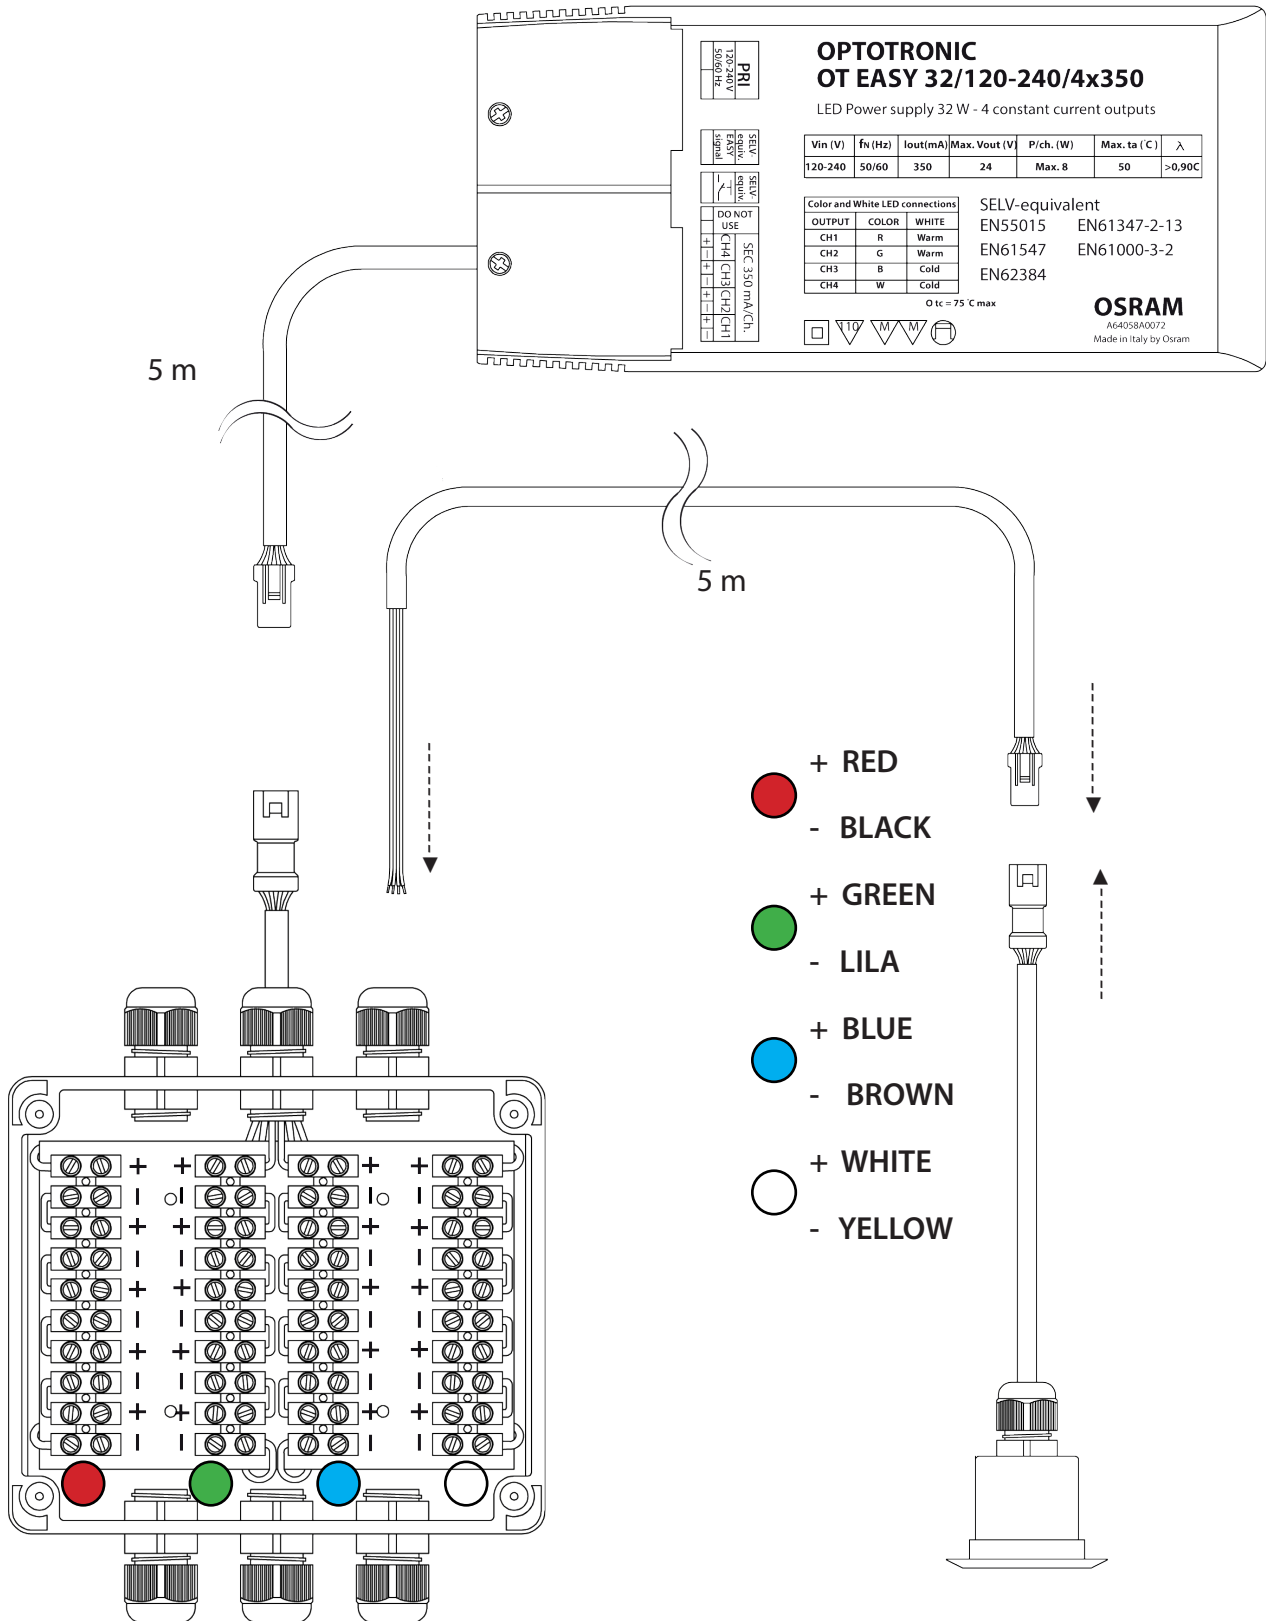 OPTOTRONIC
OT EASY 32/120-240/4x350
LED Power supply 32 W - 4 constant current outputs
PRI
120-240 V
50/60 Hz
SELV-
equiv.
EASY
signal
SELV-
equiv.
DO NOT
USE
SEC 350 mA/Ch.
+ CH4 -
+ CH3 -
+ CH2 -
+ CH1 -
Vin (V) fN (Hz) Iout(mA) Max. Vout (V) P/ch. (W) Max. ta (°C) λ
120-240 50/60 350 24 Max. 8 50 >0,90C
Color and White LED connections
OUTPUT COLOR WHITE
CH1 R Warm
CH2 G Warm
CH3 B Cold
CH4 W Cold
SELV-equivalent
EN55015 EN61347-2-13
EN61547 EN61000-3-2
EN62384
O tc = 75 °C max
110 M M
OSRAM
A64058A0072
Made in Italy by Osram
5 m
5 m
+ RED
- BLACK
+ GREEN
- LILA
+ BLUE
- BROWN
+ WHITE
- YELLOW
+ + + +
- - - -
+ + + +
- - - -
+ + + +
- - - -
+ + + +
- - - -
+ + + +
- - - -